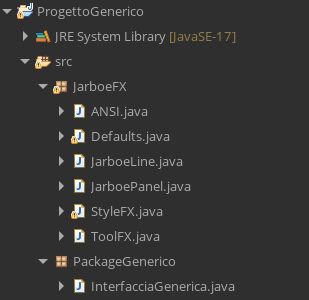 ProgettoGenerico
JRE System Library [JavaSE-17]
src
JarboeFX
ANSI.java
Defaults.java
JarboeLine.java
JarboePanel.java
StyleFX.java
ToolFX.java
PackageGenerico
InterfacciaGenerica.java